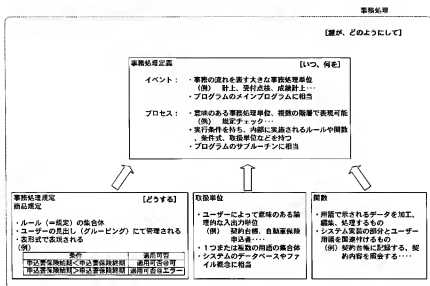 事務処理
[誰が、どのようにして]
事務処理定義 [いつ、何を]
イベント: ・事務の流れを表す大きな事務処理単位
(例) 計上、受付点検、成績計上‥‥
・プログラムのメインプログラムに相当
プロセス: ・意味のある事務処理単位、複数の階層で表現可能
(例) 規定チェック‥‥
・実行条件を持ち、内部に実施されるルールや関数
、条件式、取扱単位などを持つ
・プログラムのサブルーチンに相当
事務処理規定 [どうする]
商品規定
・ルール(=規定)の集合体
・ユーザーの見出し(グルーピング)にて管理される
・表形式で表現される
(例)
条件 適用可否
申込書保険始期<申込書保険終期 適用可否=可
申込書保険始期>申込書保険終期 適用可否=エラー
取扱単位
・ユーザーによって意味のある論
理的な入出力単位
(例) 契約台帳、自動車保険
申込書‥‥
・1つまたは複数の用語の集合体
・システムのデータベースやファ
イル概念に相当
関数
・用語で示されるデータを加工、
編集、処理するもの
・システム実装の部分とユーザー
用語を関連付けるもの
(例) 契約台帳に記録する、契
約内容を照会する‥‥